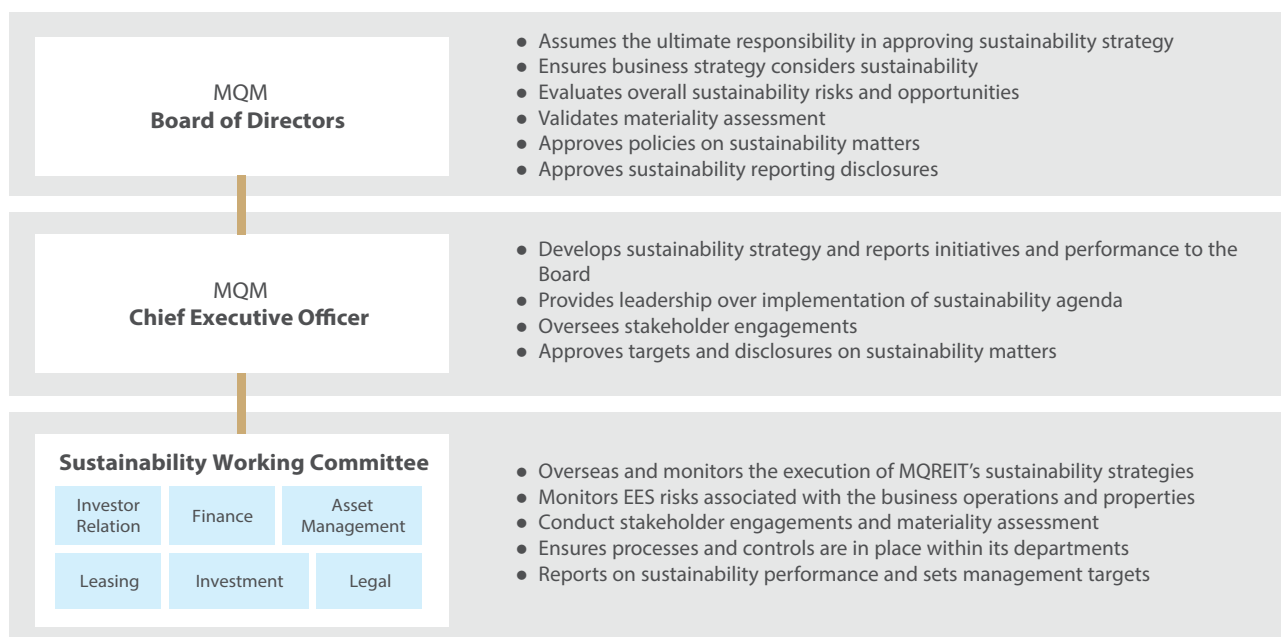 MQM
Board of Directors
● Assumes the ultimate responsibility in approving sustainability strategy
● Ensures business strategy considers sustainability
● Evaluates overall sustainability risks and opportunities
● Validates materiality assessment
● Approves policies on sustainability matters
● Approves sustainability reporting disclosures
MQM
Chief Executive Officer
● Develops sustainability strategy and reports initiatives and performance to the
Board
● Provides leadership over implementation of sustainability agenda
● Oversees stakeholder engagements
● Approves targets and disclosures on sustainability matters
Sustainability Working Committee
Investor
Relation
Finance
Asset
Management
Leasing
Investment
Legal
● Overseas and monitors the execution of MQREIT's sustainability strategies
● Monitors EES risks associated with the business operations and properties
● Conduct stakeholder engagements and materiality assessment
● Ensures processes and controls are in place within its departments
● Reports on sustainability performance and sets management targets